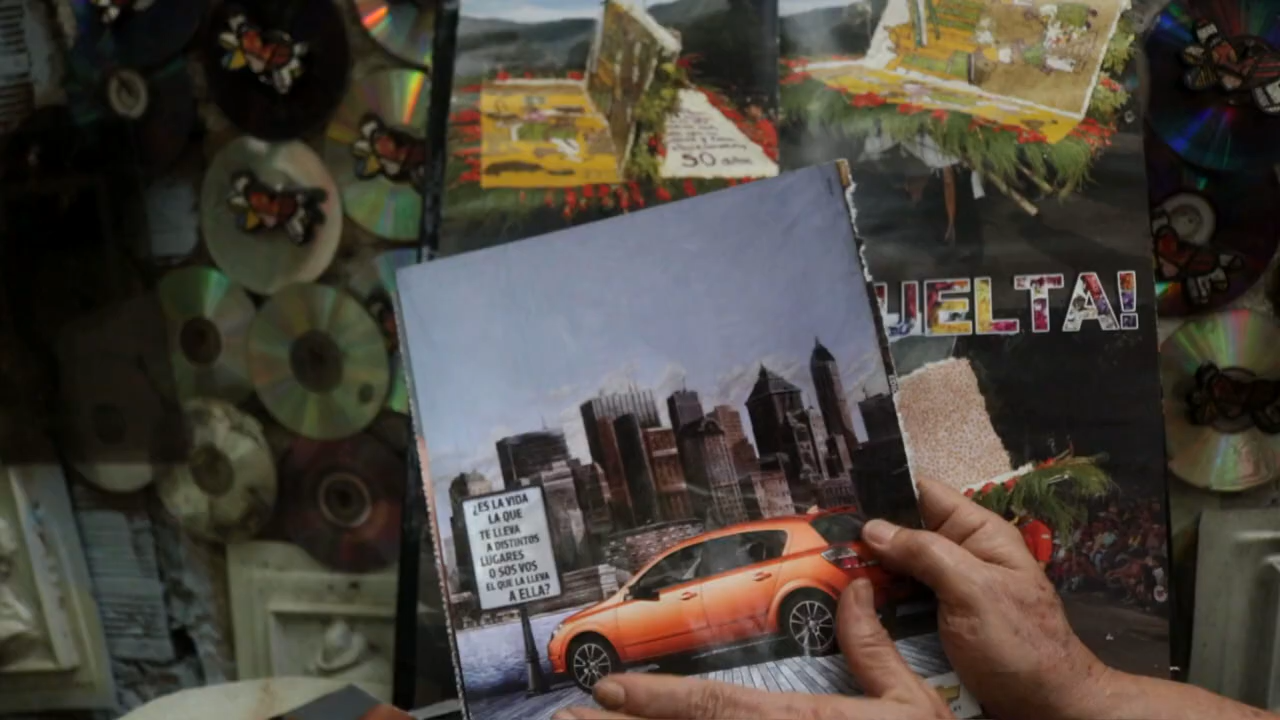 50 años
UELTA!
¿ES LA VIDA
LA QUE
TE LLEVA
A DISTINTOS
LUGARES
O SOS VOS
EL QUE LA LLEVA
A ELLA?